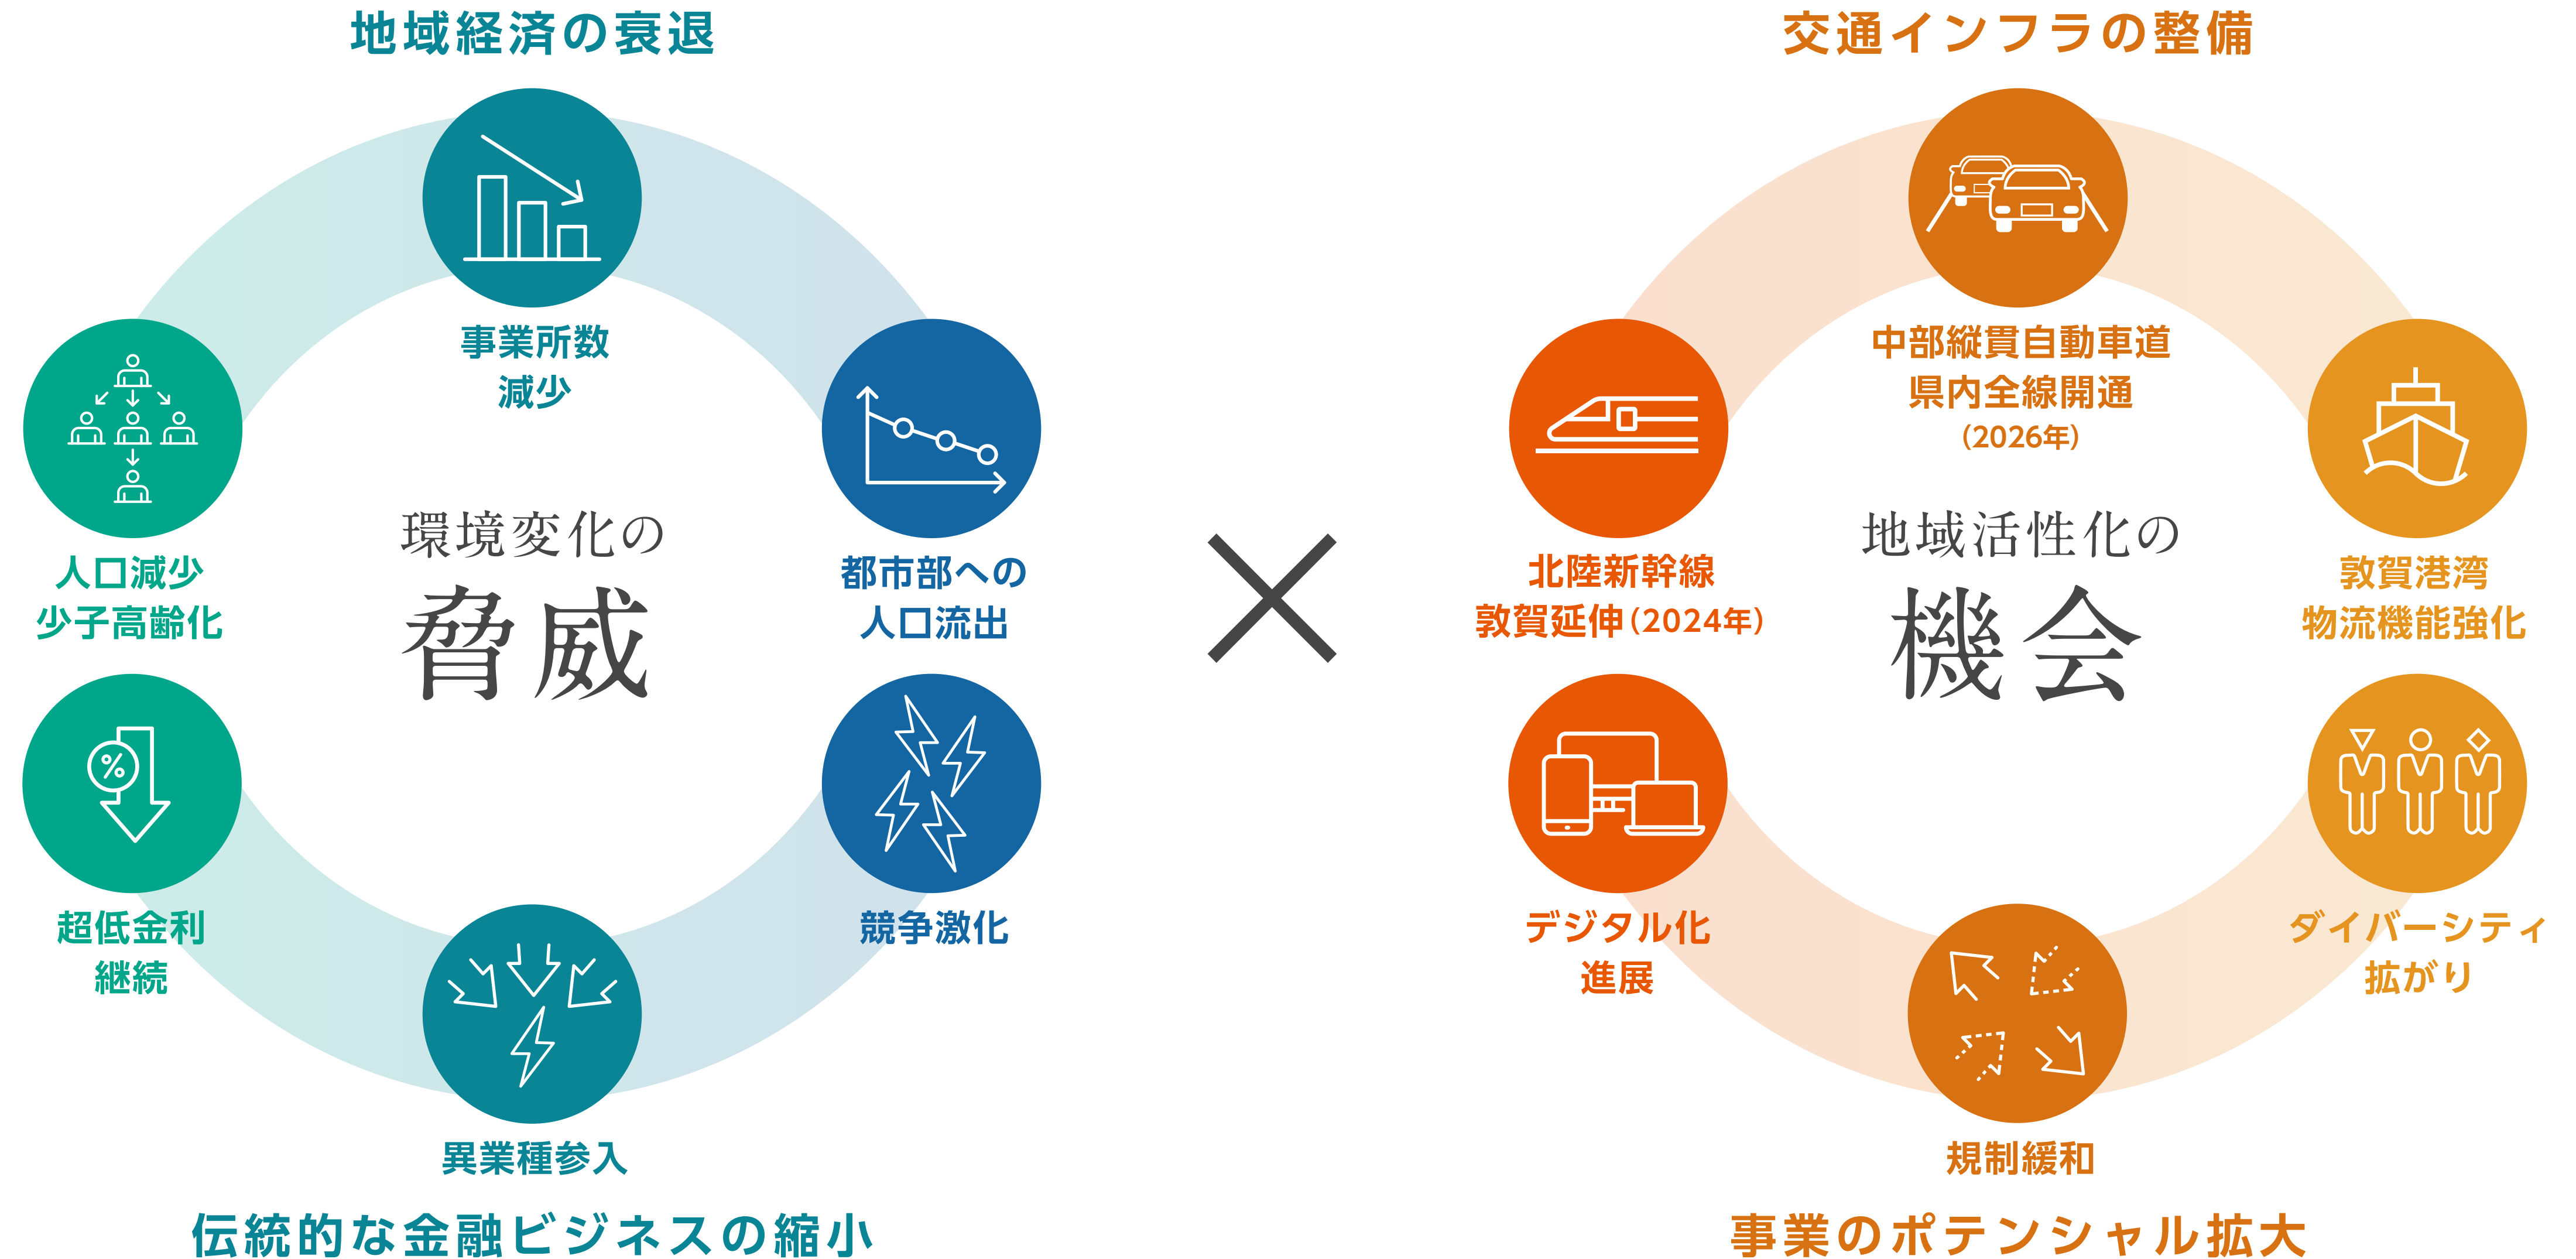 地域経済の衰退
事業所数
減少
人口減少
少子高齢化
都市部への
人口流出
環境変化の
脅威
超低金利
継続
競争激化
異業種参入
伝統的な金融ビジネスの縮小
×
交通インフラの整備
中部縦貫自動車道
県内全線開通
(2026年)
北陸新幹線
敦賀延伸(2024年)
敦賀港湾
物流機能強化
地域活性化の
機会
デジタル化
進展
ダイバーシティ
拡がり
規制緩和
事業のポテンシャル拡大
%